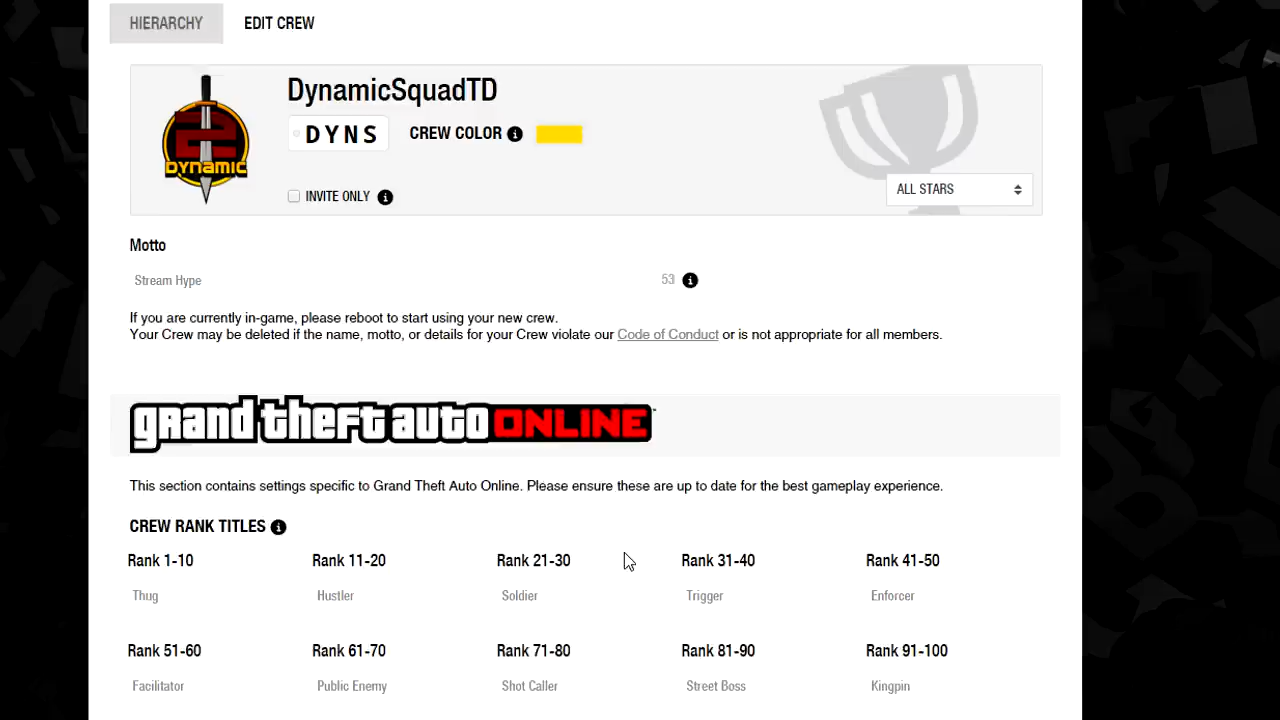 HIERARCHY EDIT CREW
DynamicSquadTD
DYNAMIC
DYNS CREW COLOR
INVITE ONLY
ALL STARS
Motto
Stream Hype 53
If you are currently in-game, please reboot to start using your new crew.
Your Crew may be deleted if the name, motto, or details for your Crew violate our Code of Conduct or is not appropriate for all members.
grand theft auto ONLINE
This section contains settings specific to Grand Theft Auto Online. Please ensure these are up to date for the best gameplay experience.
CREW RANK TITLES
Rank 1-10 Rank 11-20 Rank 21-30 Rank 31-40 Rank 41-50
Thug Hustler Soldier Trigger Enforcer
Rank 51-60 Rank 61-70 Rank 71-80 Rank 81-90 Rank 91-100
Facilitator Public Enemy Shot Caller Street Boss Kingpin